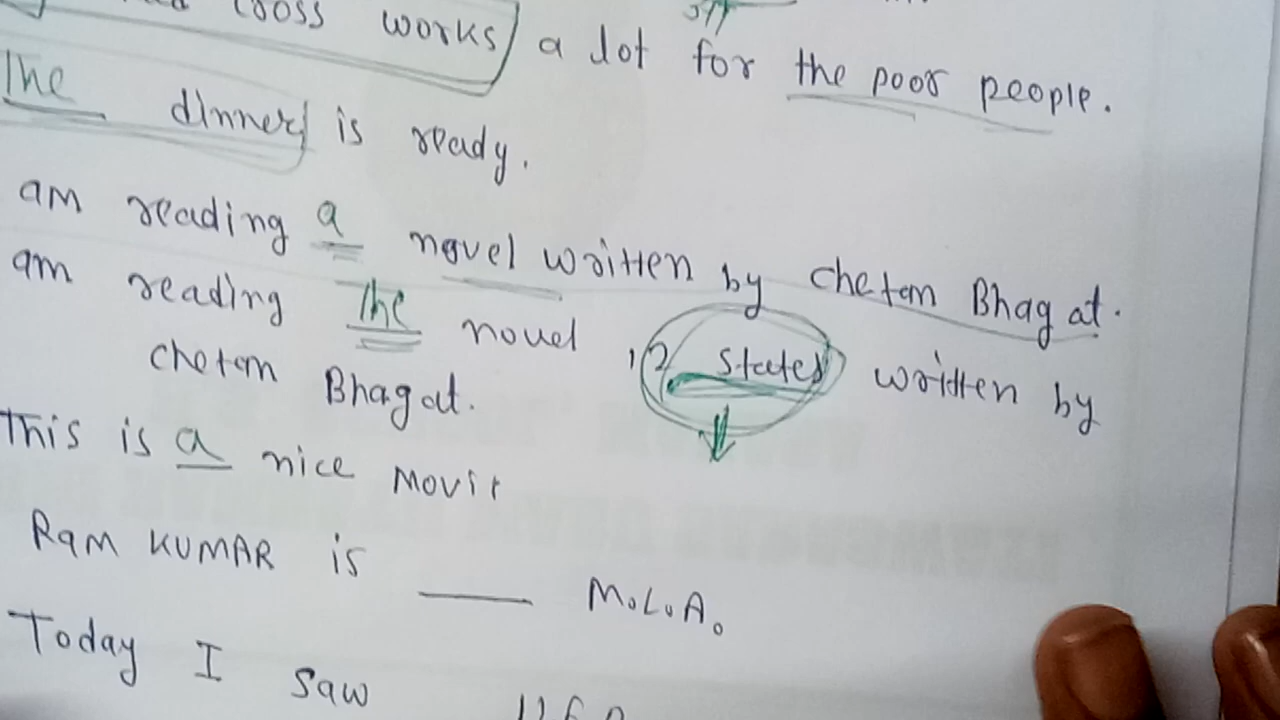 Cross works a lot for the poor people.
The dinner is ready.
am reading a novel written by Chetan Bhagat.
am reading the novel '2 States' written by
Chetan Bhagat.
This is a nice Movie
Ram KUMAR is ___ M.L.A.
Today I saw